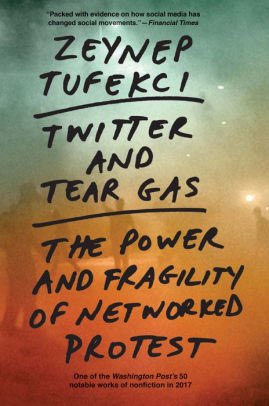 "Packed with evidence on how social media has
changed social movements."—Financial Times
ZEYNEP
TUFEKCI
TWITTER
AND
TEAR GAS
THE POWER
AND FRAGILITY
OF NETWORKED
PROTEST
One of the Washington Post's 50
notable works of nonfiction in 2017